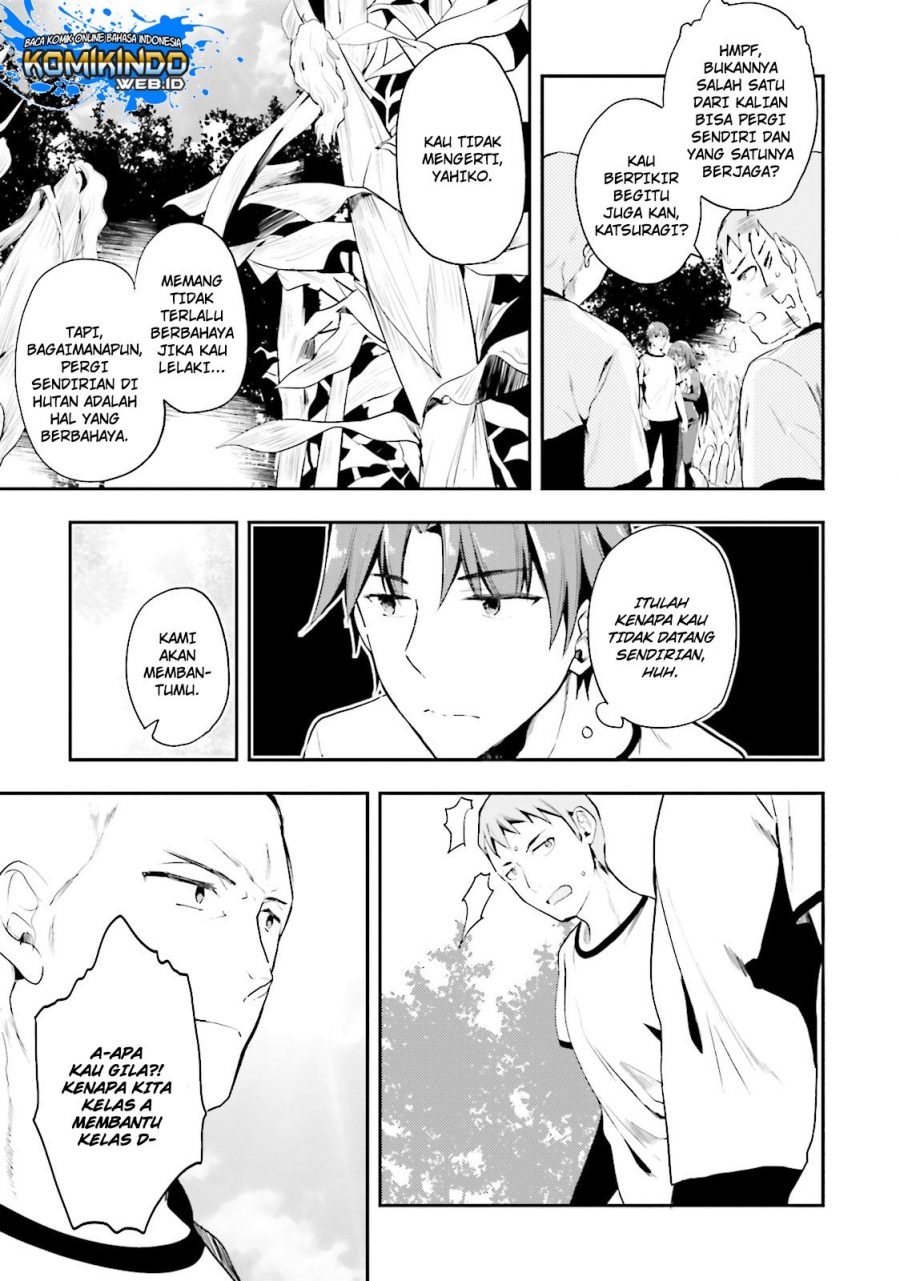 BACA KOMIK ONLINE BAHASA INDONESIA
KOMIKINDO
WEB.ID
HMPF,
BUKANNYA
SALAH SATU
DARI KALIAN
BISA PERGI
SENDIRI DAN
YANG SATUNYA
BERJAGA?
KAU
BERPIKIR
BEGITU
JUGA KAN,
KATSURAGI?
KAU TIDAK
MENGERTI,
YAHIKO.
MEMANG
TIDAK
TERLALU
BERBAHAYA
JIKA KAU
LELAKI...
TAPI,
BAGAIMANAPUN,
PERGI
SENDIRIAN DI
HUTAN ADALAH
HAL YANG
BERBAHAYA.
ITULAH
KENAPA KAU
TIDAK DATANG
SENDIRIAN,
HUH.
KAMI
AKAN
MEMBAN-
TUMU.
A-APA
KAU GILA?!
KENAPA KITA
KELAS A
MEMBANTU
KELAS D-